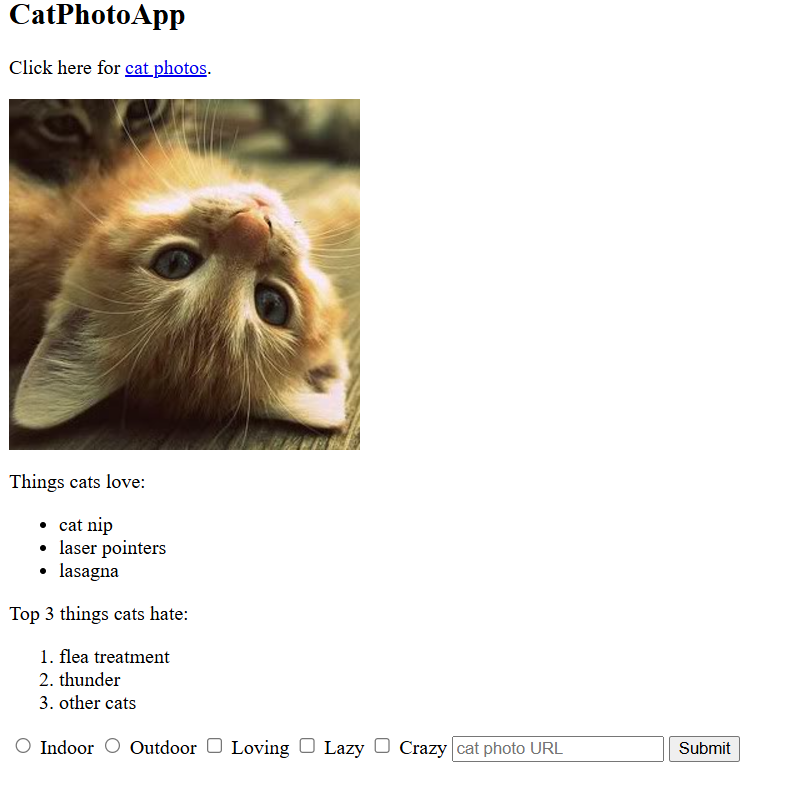 CatPhotoApp
Click here for cat photos.
Things cats love:
cat nip
laser pointers
lasagna
Top 3 things cats hate:
1. flea treatment
2. thunder
3. other cats
Indoor Outdoor Loving Lazy Crazy cat photo URL Submit